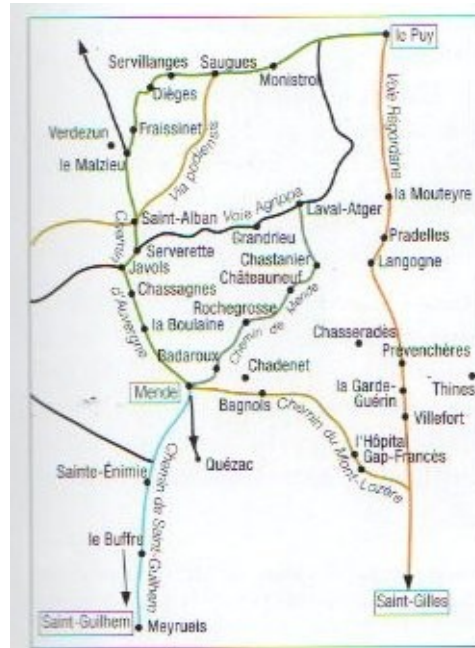 le Puy
Servillanges
Saugues
Monistrol
Dièges
Verdezun
Fraissinet
le Malzieu
Via podiensis
Voie Régordane
la Mouteyre
Saint-Alban
Voie Agrippa
Laval-Atger
Grandrieu
Pradelles
Chemin d'Auvergne
Serverette
Javols
Chastanier
Langogne
Châteauneuf
Chassagnes
Rochegrosse
la Boulaine
Chemin de Mende
Chasseradès
Badaroux
Chadenet
Prévenchères
Mende
Bagnols
la Garde-
Guérin
Thines
Villefort
Chemin du Mont-Lozère
l'Hôpital
Gap-Francès
Quézac
Sainte-Énimie
Chemin de Saint-Guilhem
le Buffre
Saint-Guilhem
Meyrueis
Saint-Gilles